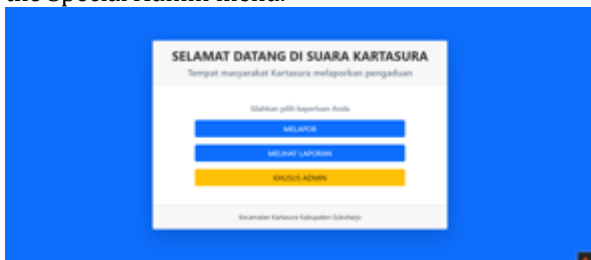 the Special Admin menu.
SELAMAT DATANG DI SUARA KARTASURA
Tempat masyarakat Kartasura melaporkan pengaduan
Silahkan pilih keperluan Anda
MELAPOR
MELIHAT LAPORAN
KHUSUS ADMIN
Kecamatan Kartasura Kabupaten Sukoharjo